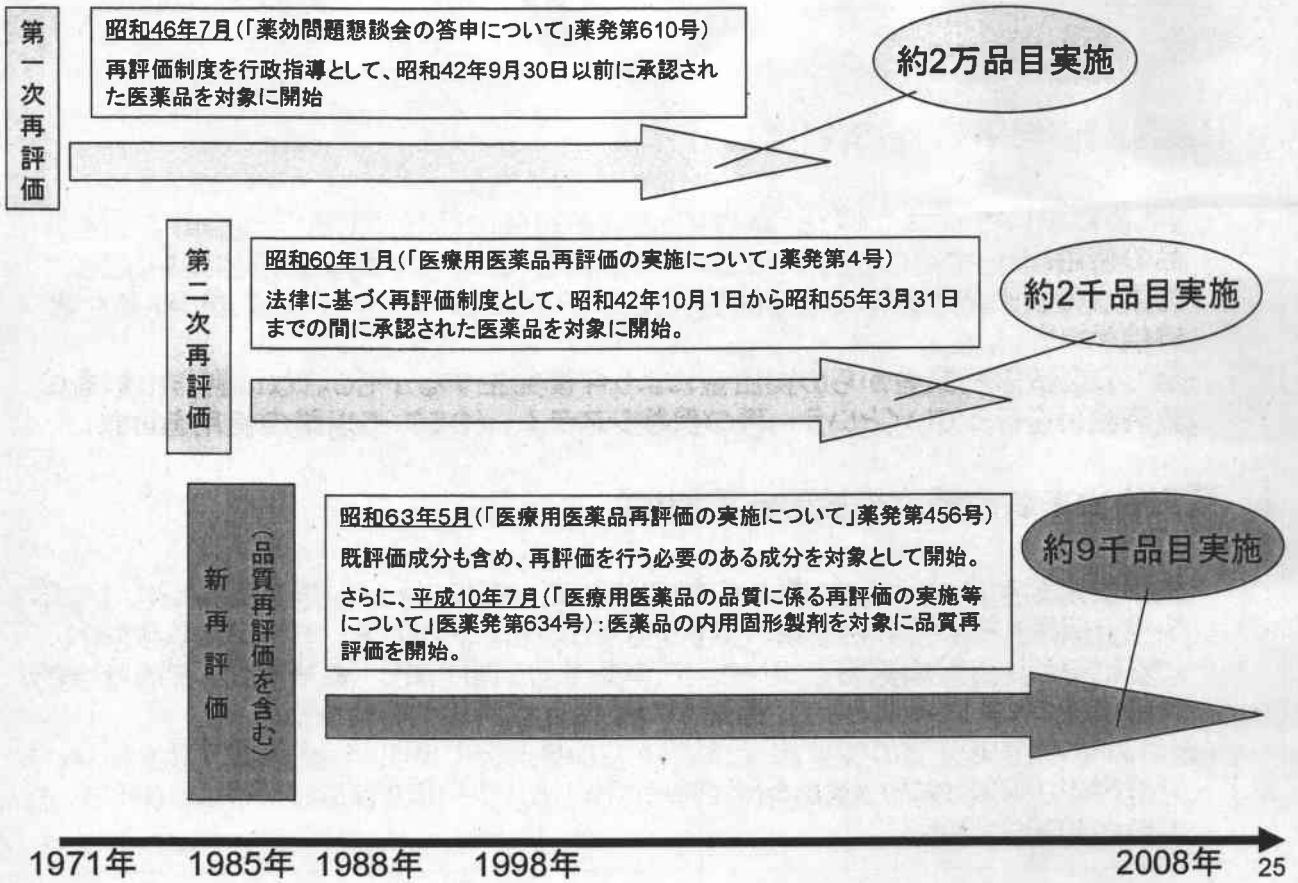 第一次再評価
昭和46年7月(「薬効問題懇談会の答申について」薬発第610号)
再評価制度を行政指導として、昭和42年9月30日以前に承認され
た医薬品を対象に開始
約2万品目実施
第二次再評価
昭和60年1月(「医療用医薬品再評価の実施について」薬発第4号)
法律に基づく再評価制度として、昭和42年10月1日から昭和55年3月31日
までの間に承認された医薬品を対象に開始。
約2千品目実施
新再評価
(品質再評価を含む)
昭和63年5月(「医療用医薬品再評価の実施について」薬発第456号)
既評価成分も含め、再評価を行う必要のある成分を対象として開始。
さらに、平成10年7月(「医療用医薬品の品質に係る再評価の実施等
について」医薬発第634号):医薬品の内用固形製剤を対象に品質再
評価を開始。
約9千品目実施
1971年 1985年 1988年 1998年 2008年
25